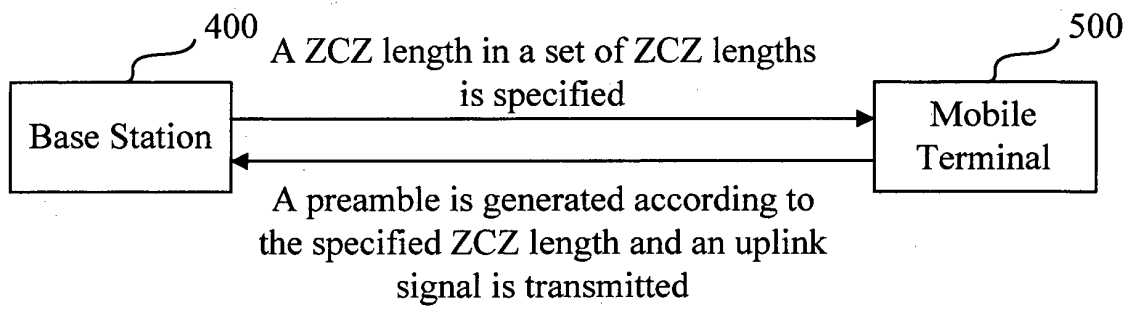 400
500
A ZCZ length in a set of ZCZ lengths
is specified
Base Station
Mobile
Terminal
A preamble is generated according to
the specified ZCZ length and an uplink
signal is transmitted